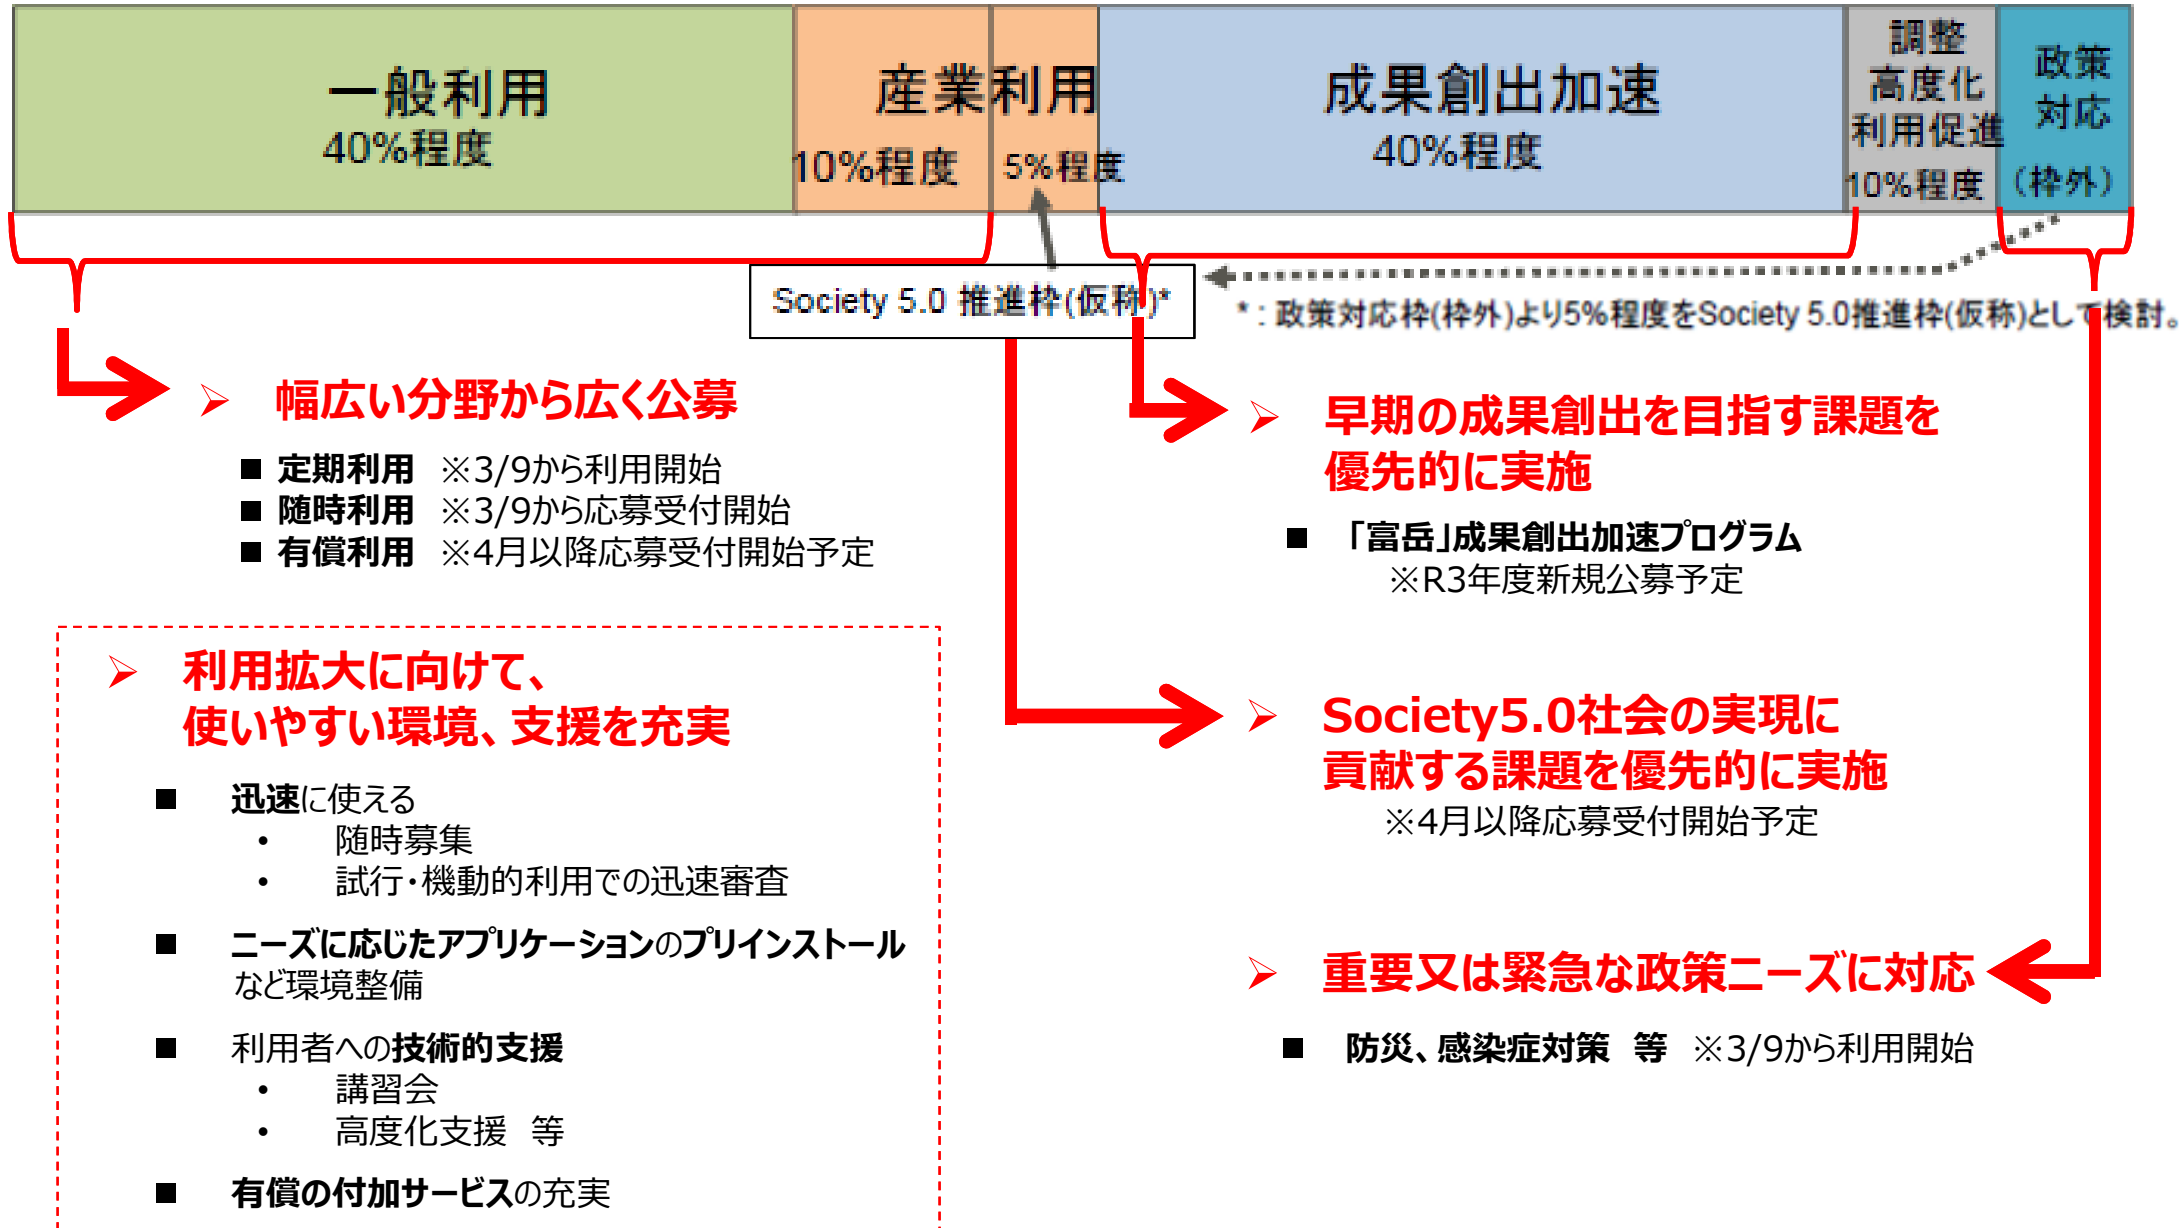 一般利用
40%程度
産業利用
10%程度
5%程度
成果創出加速
40%程度
調整
高度化
利用促進
10%程度
政策
対応
(枠外)
Society 5.0 推進枠(仮称)*
*：政策対応枠(枠外)より5%程度をSociety 5.0推進枠(仮称)として検討。
➢ 幅広い分野から広く公募
■ 定期利用 ※3/9から利用開始
■ 随時利用 ※3/9から応募受付開始
■ 有償利用 ※4月以降応募受付開始予定
➢ 利用拡大に向けて、
使いやすい環境、支援を充実
■ 迅速に使える
• 随時募集
• 試行・機動的利用での迅速審査
■ ニーズに応じたアプリケーションのプリインストール
など環境整備
■ 利用者への技術的支援
• 講習会
• 高度化支援 等
■ 有償の付加サービスの充実
➢ 早期の成果創出を目指す課題を
優先的に実施
■ 「富岳」成果創出加速プログラム
※R3年度新規公募予定
➢ Society5.0社会の実現に
貢献する課題を優先的に実施
※4月以降応募受付開始予定
➢ 重要又は緊急な政策ニーズに対応
■ 防災、感染症対策 等 ※3/9から利用開始